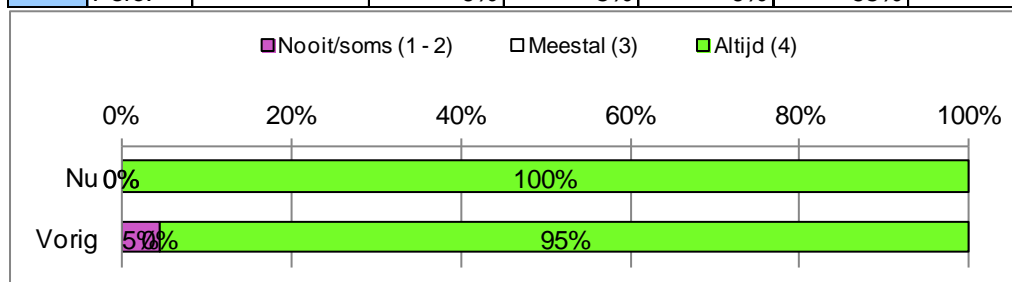 Nooit/soms (1 - 2) Meestal (3) Altijd (4)
0% 20% 40% 60% 80% 100%
Nu 0% 0% 100%
Vorig 5% 0% 95%